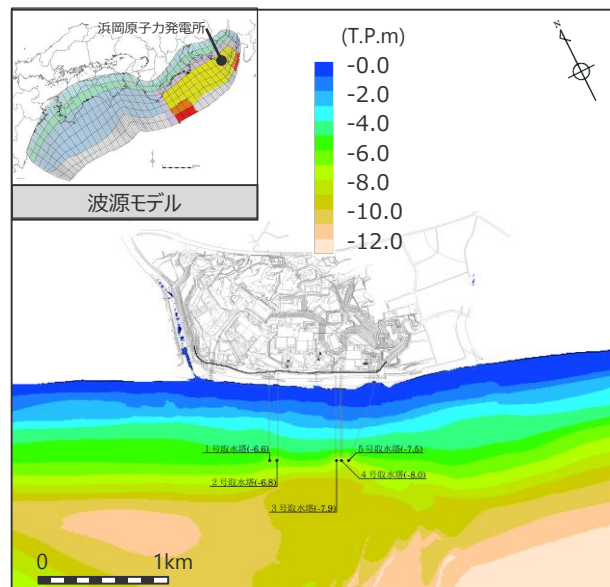 浜岡原子力発電所
波源モデル
(T.P.m)
-0.0
-2.0
-4.0
-6.0
-8.0
-10.0
-12.0
N
1号取水塔(-6.6)
2号取水塔(-6.8)
3号取水塔(-7.9)
4号取水塔(-8.0)
5号取水塔(-7.5)
0 1km